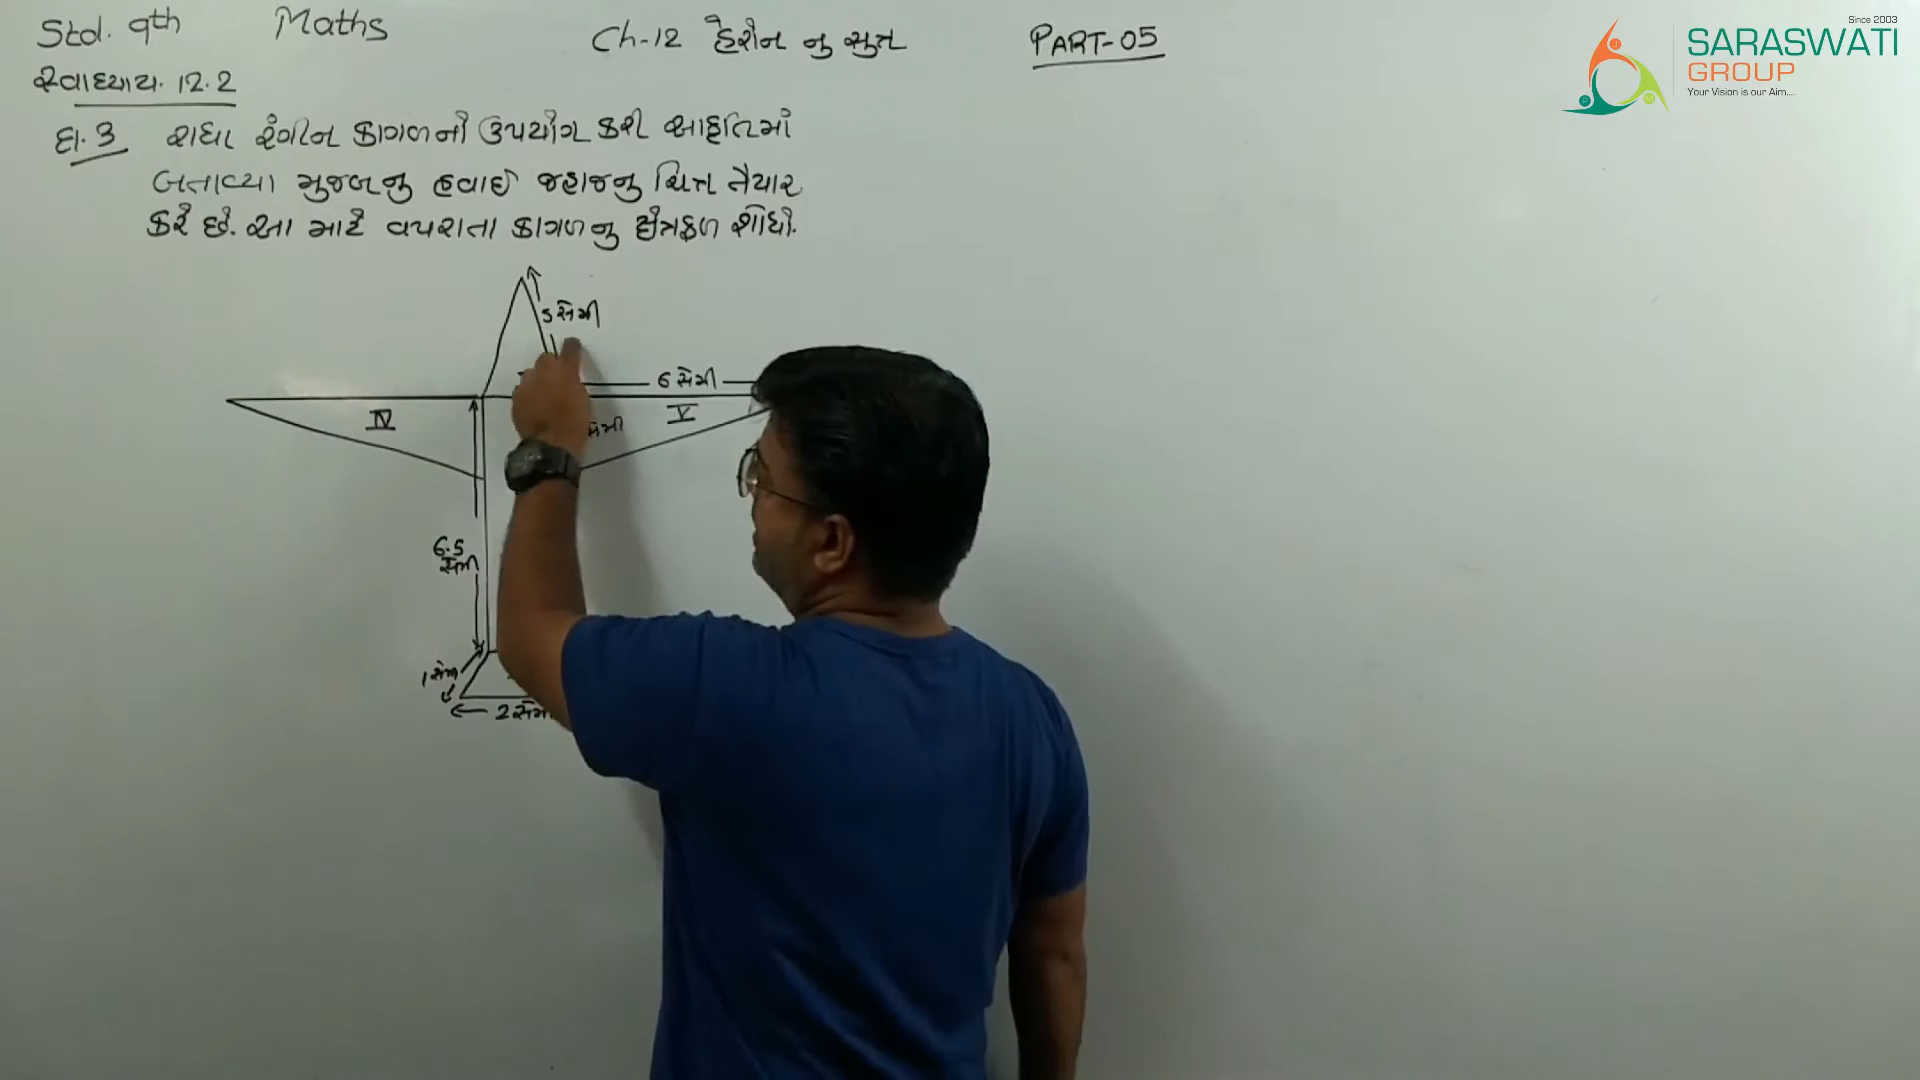 Std. 9th Maths Ch-12 હેરોન નુ સુત્ર PART-05
સ્વાધ્યાય. 12.2
દા. 3 રાધા રંગીન કાગળનો ઉપયોગ કરી આકૃતિમાં
બતાવ્યા મુજબનુ હવાઈ જહાજનુ ચિત્ર તૈયાર
કરે છે. આ માટે વપરાતા કાગળનુ ક્ષેત્રફળ શોધો.
5 સેમી
6 સેમી
IV
V
સેમી
6.5
સેમી
1 સેમી
2 સેમી
Since 2003
SARASWATI
GROUP
Your Vision is our Aim....